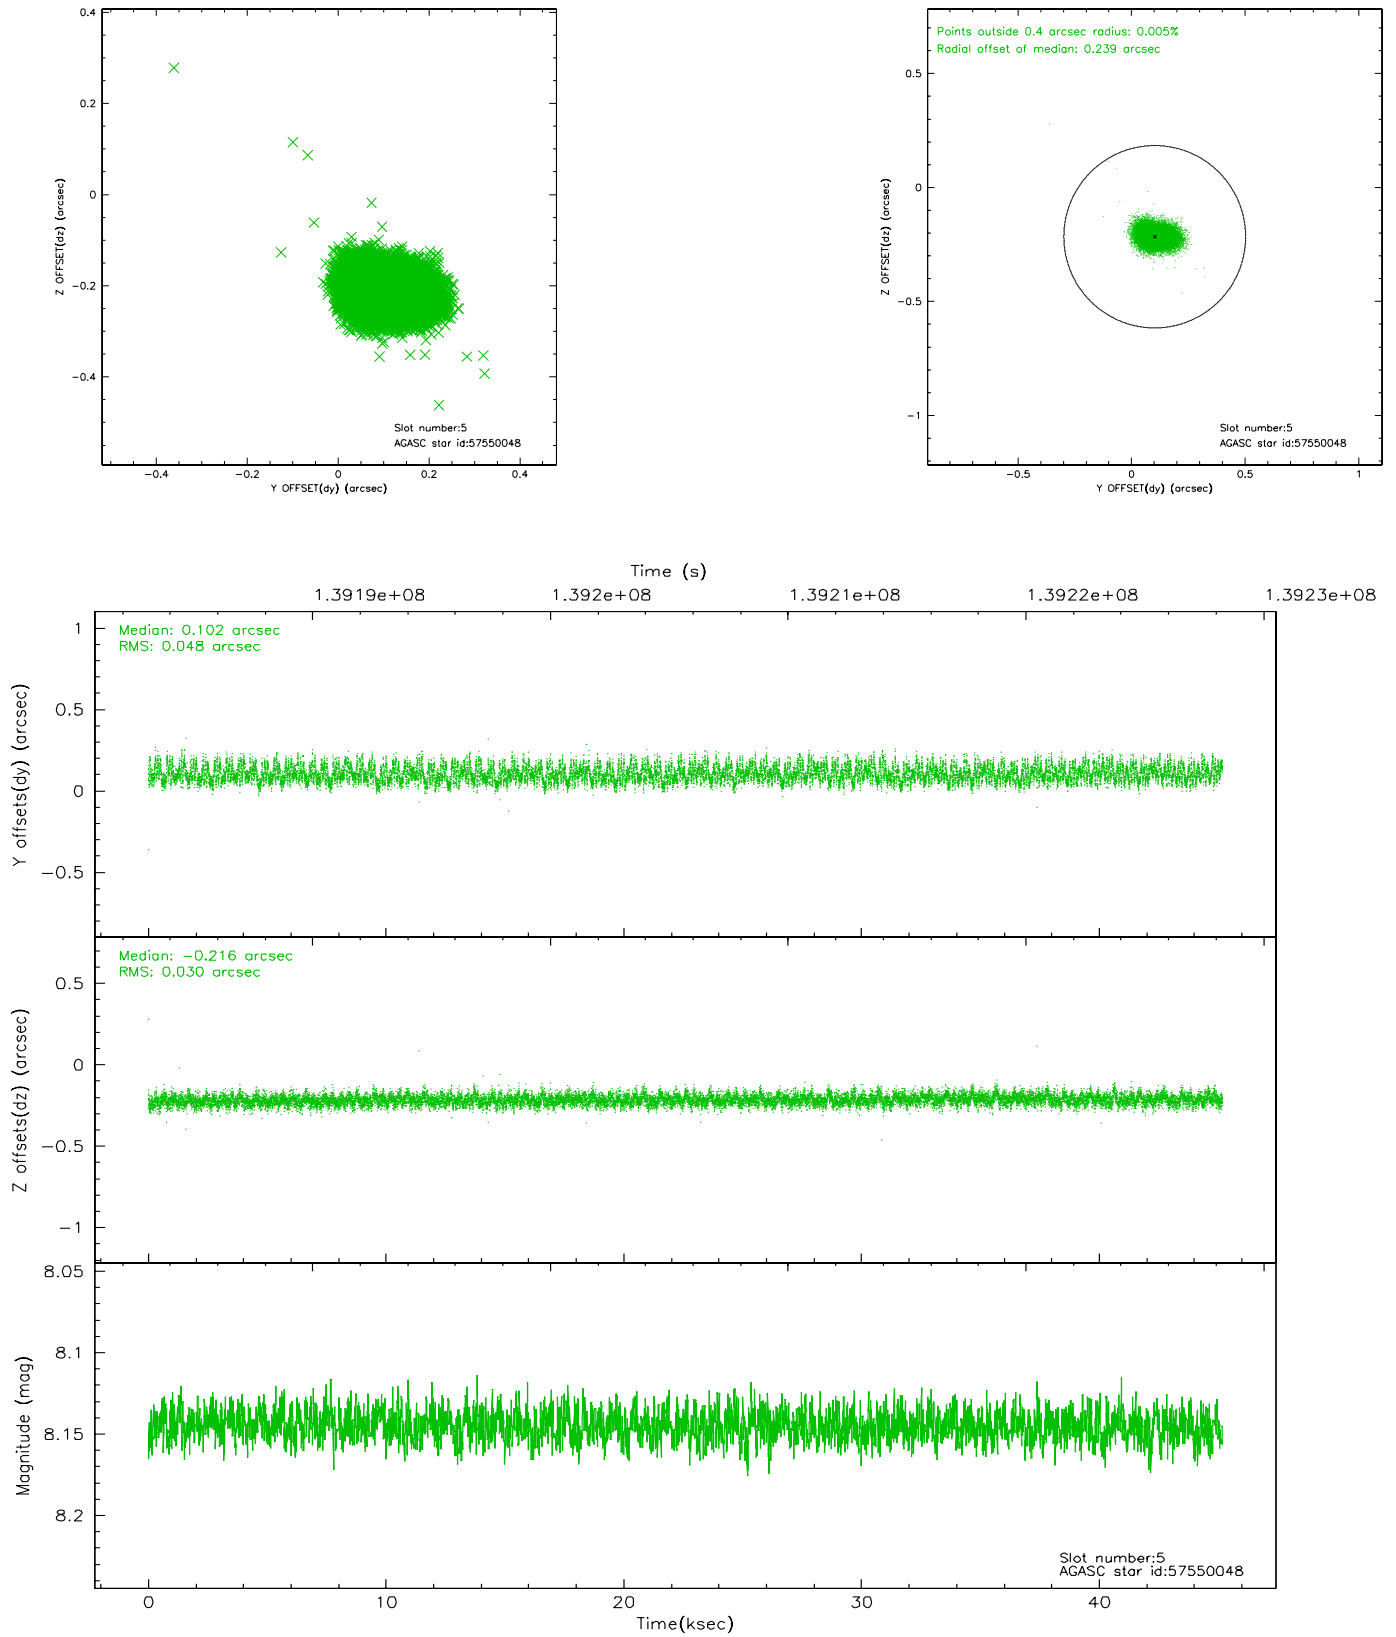 0.4
0.2
0
−0.2
−0.4
Z OFFSET(dz) (arcsec)
Slot number:5
AGASC star id:57550048
−0.4 −0.2 0 0.2 0.4
Y OFFSET(dy) (arcsec)
Points outside 0.4 arcsec radius: 0.005%
Radial offset of median: 0.239 arcsec
0.5
0
−0.5
−1
Z OFFSET(dz) (arcsec)
Slot number:5
AGASC star id:57550048
−0.5 0 0.5 1
Y OFFSET(dy) (arcsec)
Time (s)
1.3919e+08 1.392e+08 1.3921e+08 1.3922e+08 1.3923e+08
Median: 0.102 arcsec
RMS: 0.048 arcsec
1
0.5
0
−0.5
Y offsets(dy) (arcsec)
Median: −0.216 arcsec
RMS: 0.030 arcsec
0.5
0
−0.5
−1
Z offsets(dz) (arcsec)
8.05
8.1
8.15
8.2
Magnitude (mag)
Slot number:5
AGASC star id:57550048
0 10 20 30 40
Time(ksec)